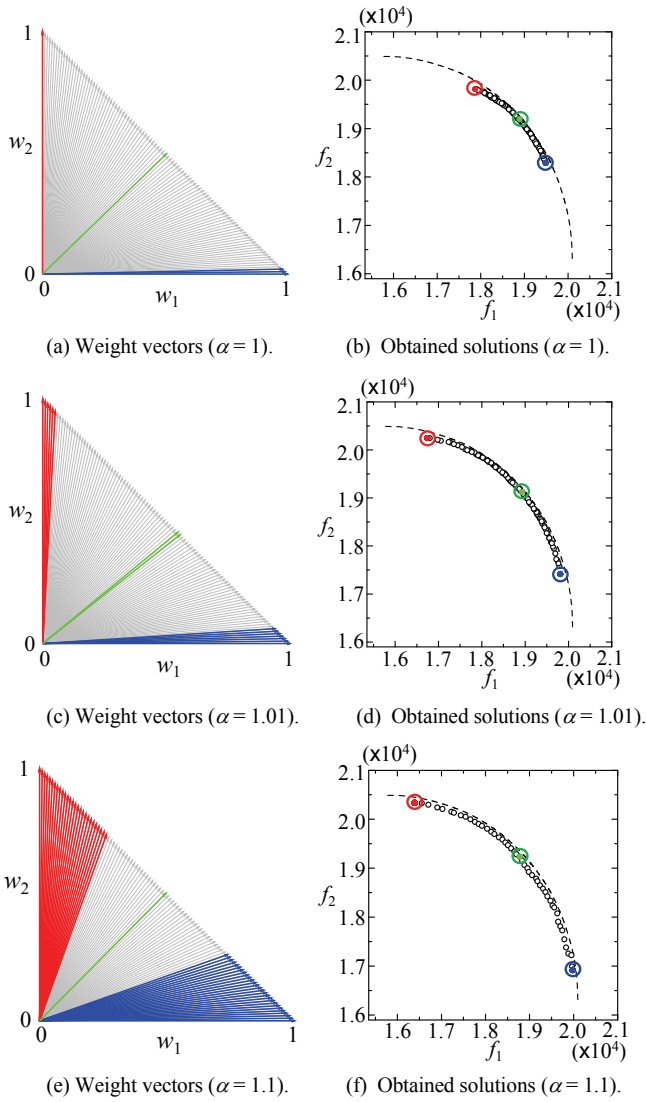 1
w2
0
0
w1
1
(a) Weight vectors (α = 1).
(x10⁴)
2.1
2.0
1.9
f2
1.8
1.7
1.6
1.6 1.7 1.8 1.9 2.0 2.1
f1
(x10⁴)
(b) Obtained solutions (α = 1).
1
w2
0
0
w1
1
(c) Weight vectors (α = 1.01).
(x10⁴)
2.1
2.0
1.9
f2
1.8
1.7
1.6
1.6 1.7 1.8 1.9 2.0 2.1
f1
(x10⁴)
(d) Obtained solutions (α = 1.01).
1
w2
0
0
w1
1
(e) Weight vectors (α = 1.1).
(x10⁴)
2.1
2.0
1.9
f2
1.8
1.7
1.6
1.6 1.7 1.8 1.9 2.0 2.1
f1
(x10⁴)
(f) Obtained solutions (α = 1.1).